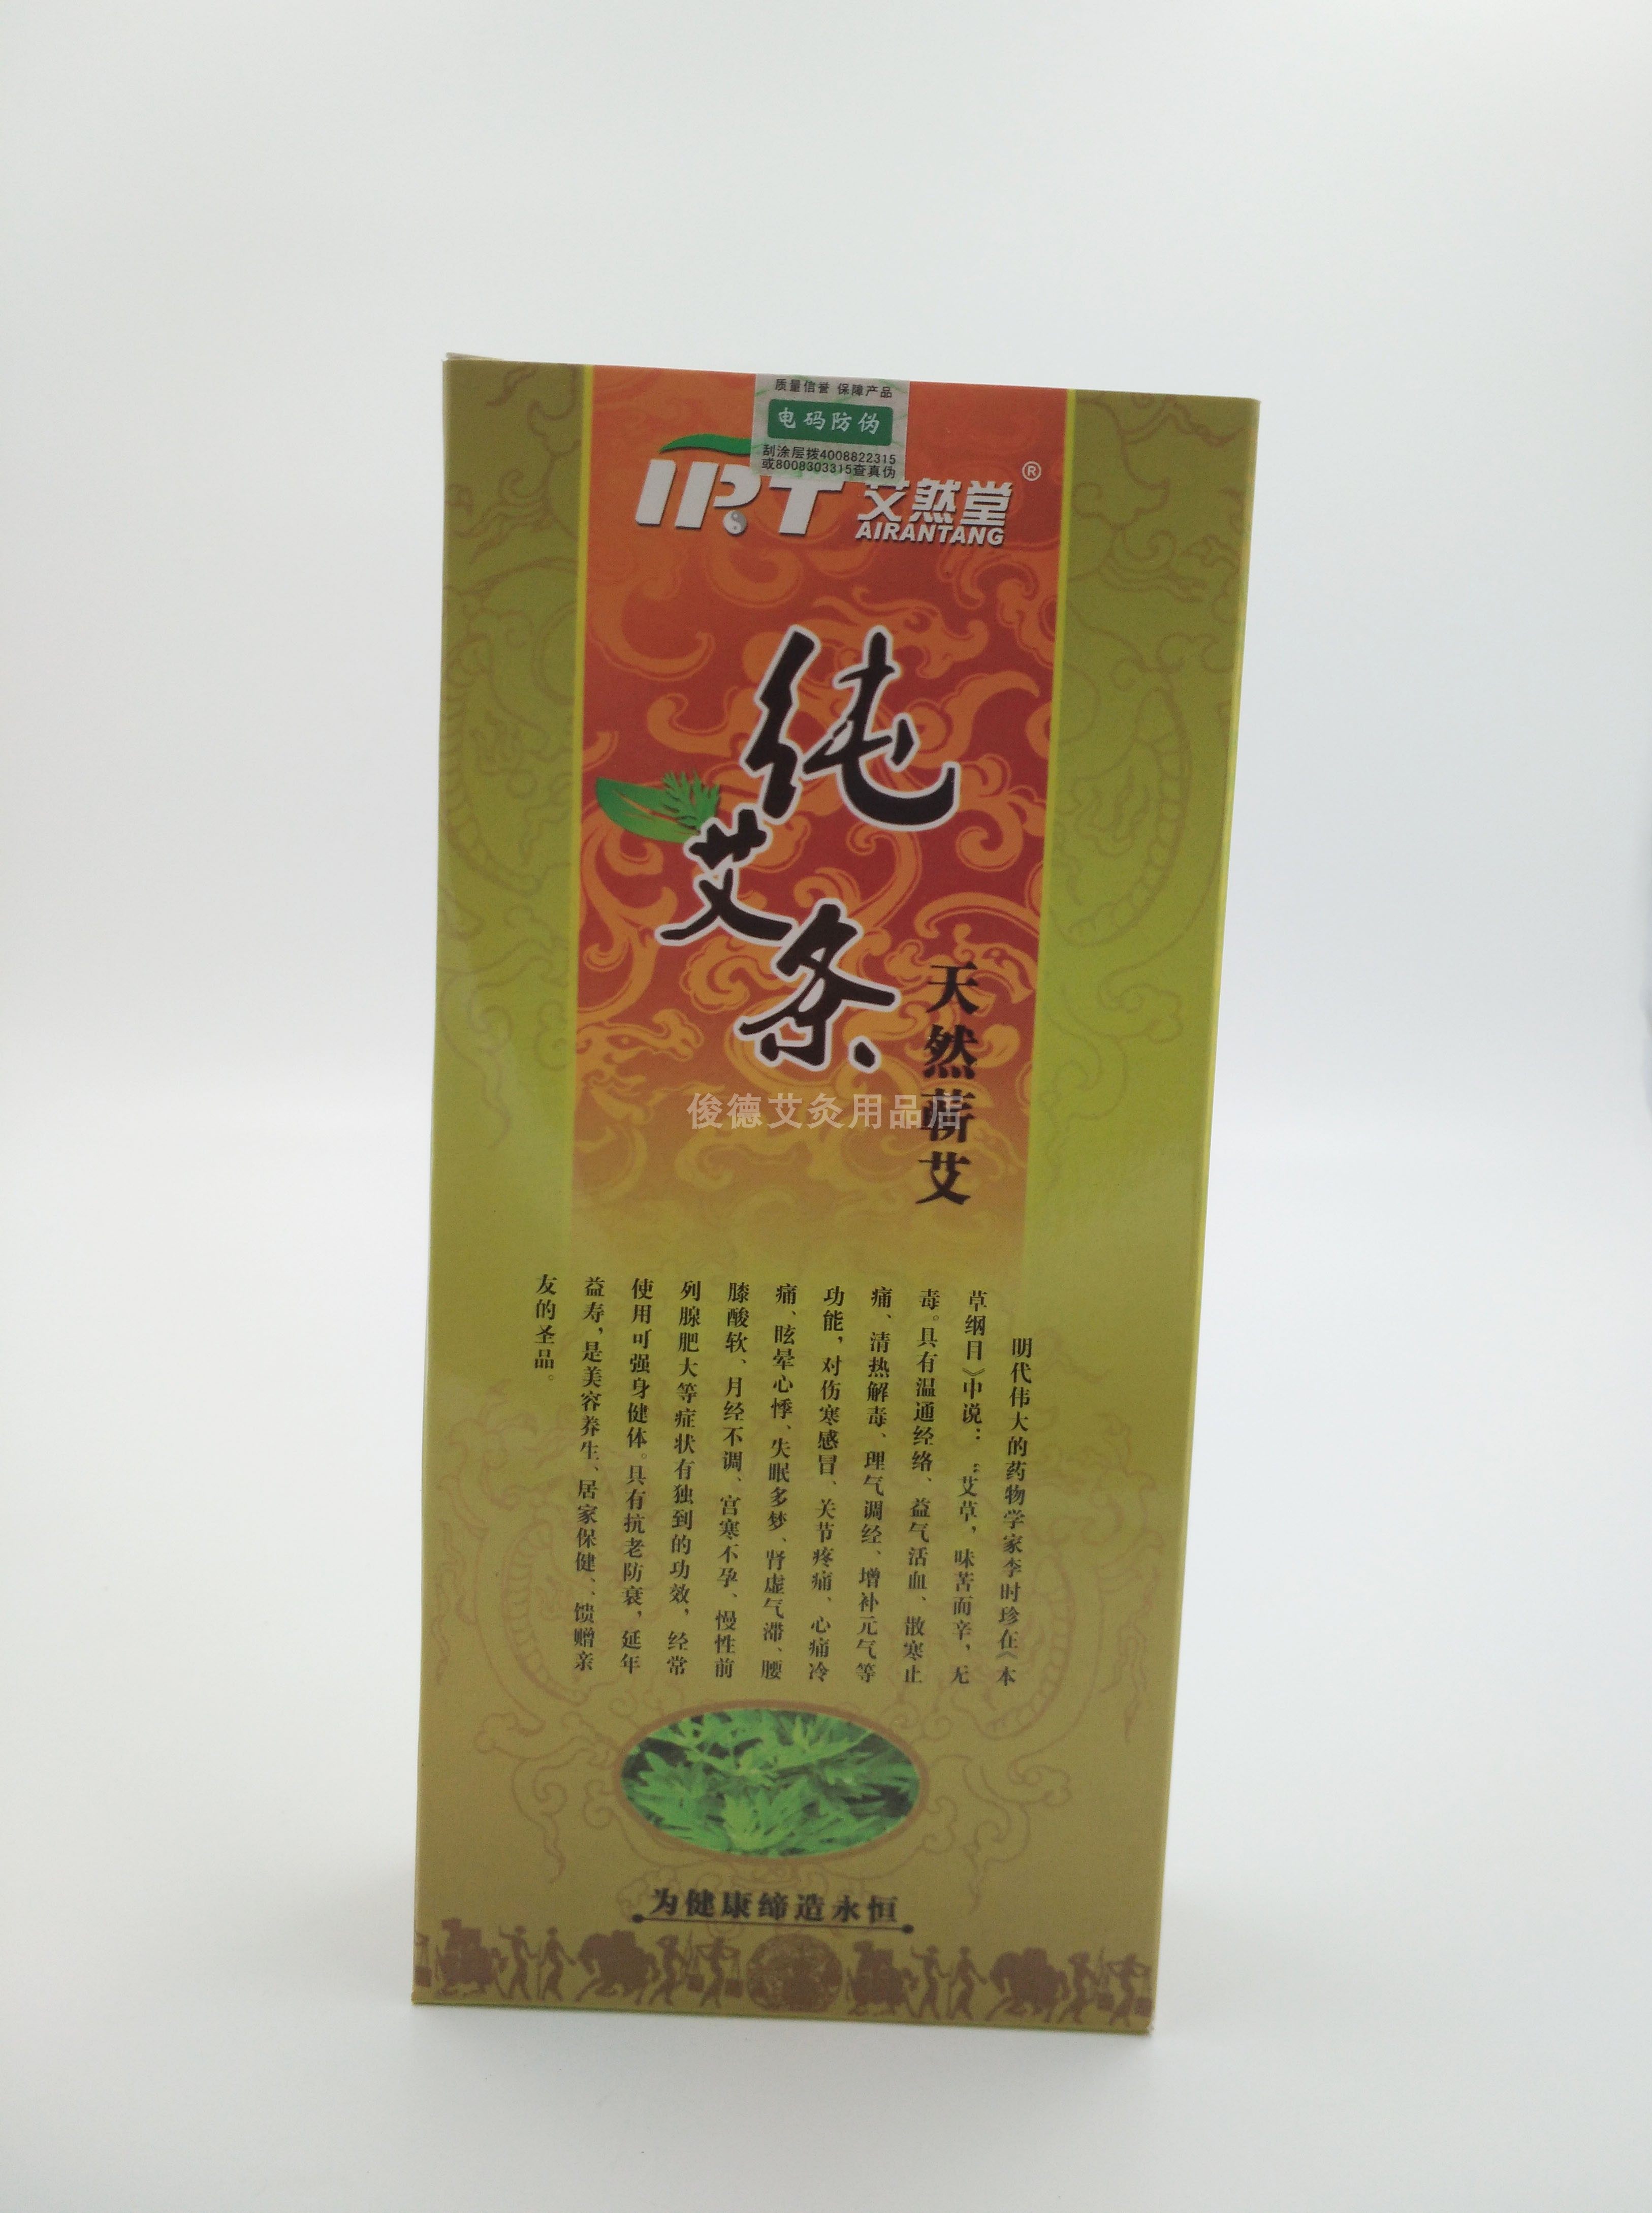 质量信誉 保障产品
电码防伪
刮涂层拨4008822315
或8008303315查真伪
IRT 艾然堂®
AIRANTANG
纯艾条
天然蕲艾
俊德艾灸用品店
明代伟大的药物学家李时珍在《本
草纲目》中说：“艾草，味苦而辛，无
毒。具有温通经络、益气活血、散寒止
痛、清热解毒、理气调经、增补元气等
功能，对伤寒感冒、关节疼痛、心痛冷
痛、眩晕心悸、失眠多梦、肾虚气滞、腰
膝酸软、月经不调、宫寒不孕、慢性前
列腺肥大等症状有独到的功效，经常
使用可强身健体。具有抗老防衰，延年
益寿，是美容养生、居家保健、馈赠亲
友的圣品。
为健康缔造永恒